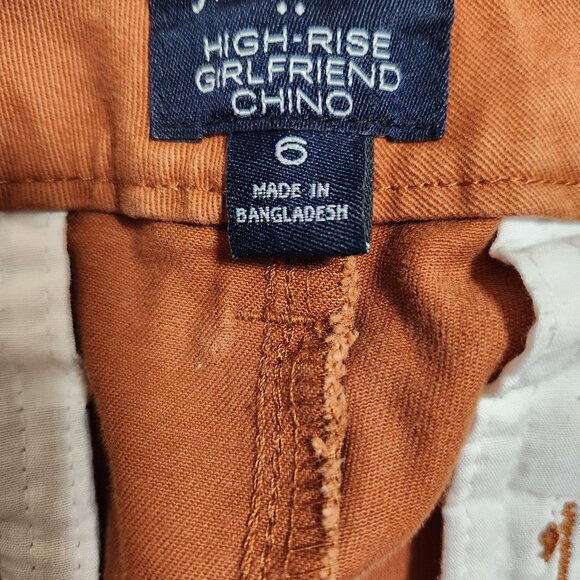 HIGH-RISE
GIRLFRIEND
CHINO
6
MADE IN
BANGLADESH